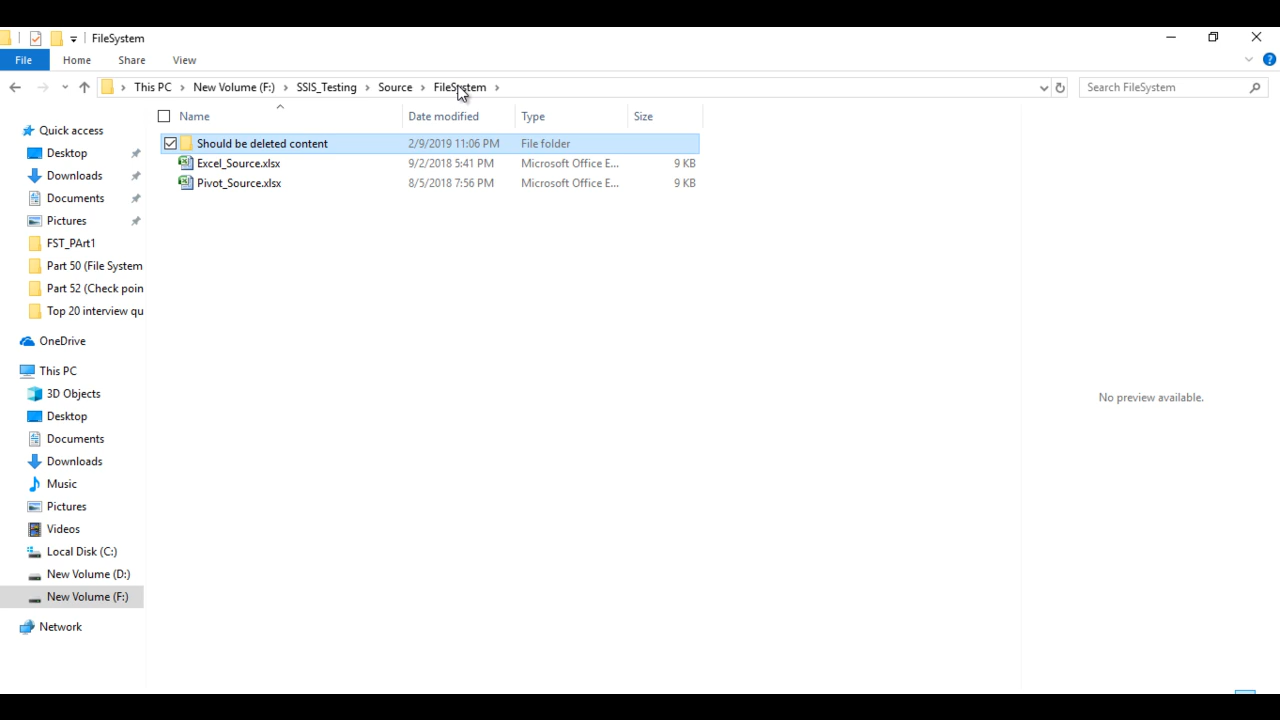 FileSystem
File Home Share View
This PC New Volume (F:) SSIS_Testing Source FileSystem Search FileSystem
Name Date modified Type Size
Should be deleted content 2/9/2019 11:06 PM File folder
Excel_Source.xlsx 9/2/2018 5:41 PM Microsoft Office E... 9 KB
Pivot_Source.xlsx 8/5/2018 7:56 PM Microsoft Office E... 9 KB
Quick access
Desktop
Downloads
Documents
Pictures
FST_PArt1
Part 50 (File System
Part 52 (Check poin
Top 20 interview qu
OneDrive
This PC
3D Objects
Desktop
Documents
Downloads
Music
Pictures
Videos
Local Disk (C:)
New Volume (D:)
New Volume (F:)
Network
No preview available.